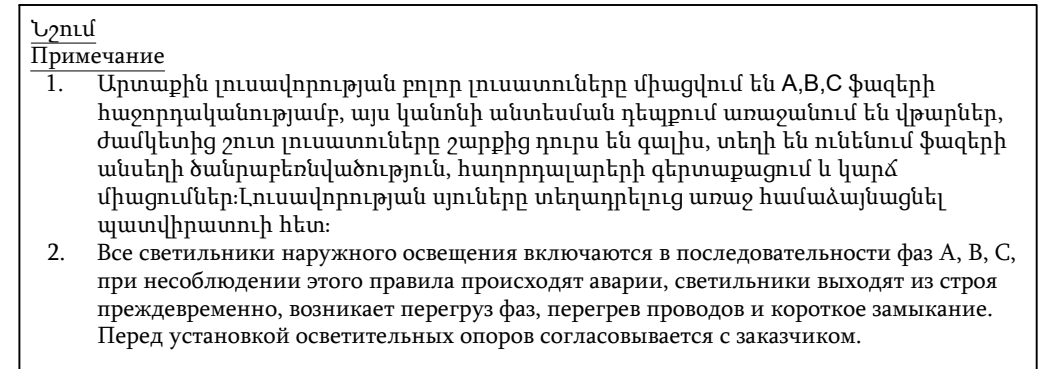 Նշում
Примечание
1. Արտաքին լուսավորության բոլոր լուսատուները միացվում են A,B,C ֆազերի
հաջորդականությամբ, այս կանոնի անտեսման դեպքում առաջանում են վթարներ,
ժամկետից շուտ լուսատուները շարքից դուրս են գալիս, տեղի են ունենում ֆազերի
անսեղի ծանրաբեռնվածություն, հաղորդալարերի գերտաքացում և կարճ
միացումներ։Լուսավորության սյուները տեղադրելուց առաջ համաձայնացնել
պատվիրատուի հետ։
2. Все светильники наружного освещения включаются в последовательности фаз А, В, С,
при несоблюдении этого правила происходят аварии, светильники выходят из строя
преждевременно, возникает перегруз фаз, перегрев проводов и короткое замыкание.
Перед установкой осветительных опоров согласовывается с заказчиком.